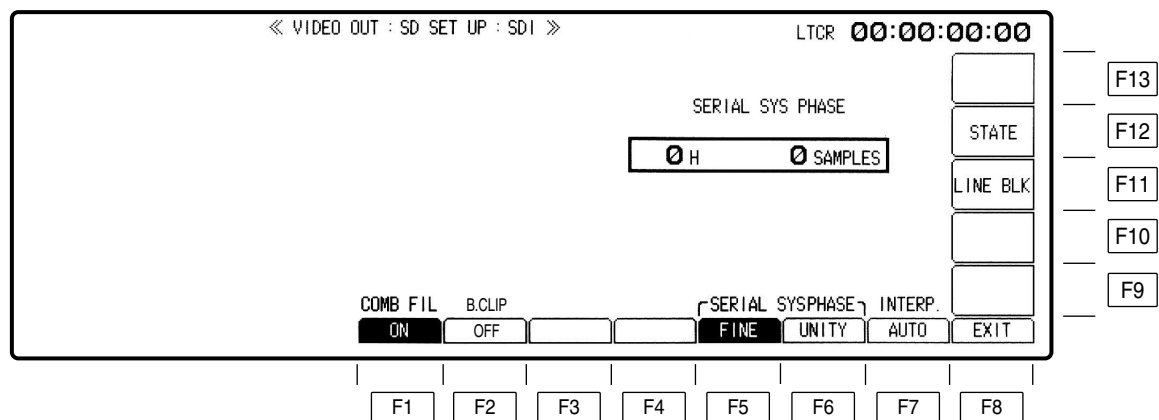 ≪ VIDEO OUT : SD SET UP : SDI ≫
LTCR 00:00:00:00
F13
SERIAL SYS PHASE
STATE
F12
0 H 0 SAMPLES
LINE BLK
F11
F10
F9
COMB FIL B.CLIP SERIAL SYSPHASE INTERP.
ON OFF FINE UNITY AUTO EXIT
F1 F2 F3 F4 F5 F6 F7 F8